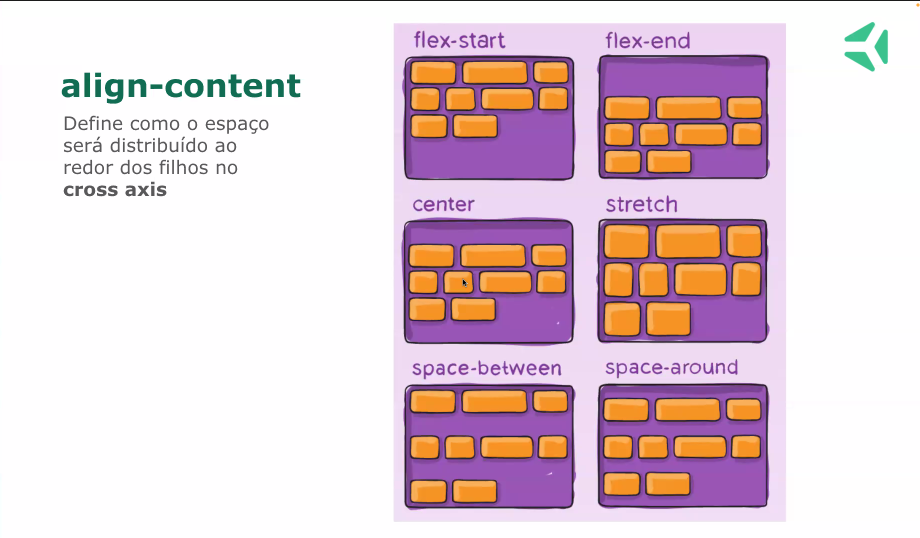 align-content
Define como o espaço
será distribuído ao
redor dos filhos no
cross axis
flex-start
flex-end
center
stretch
space-between
space-around